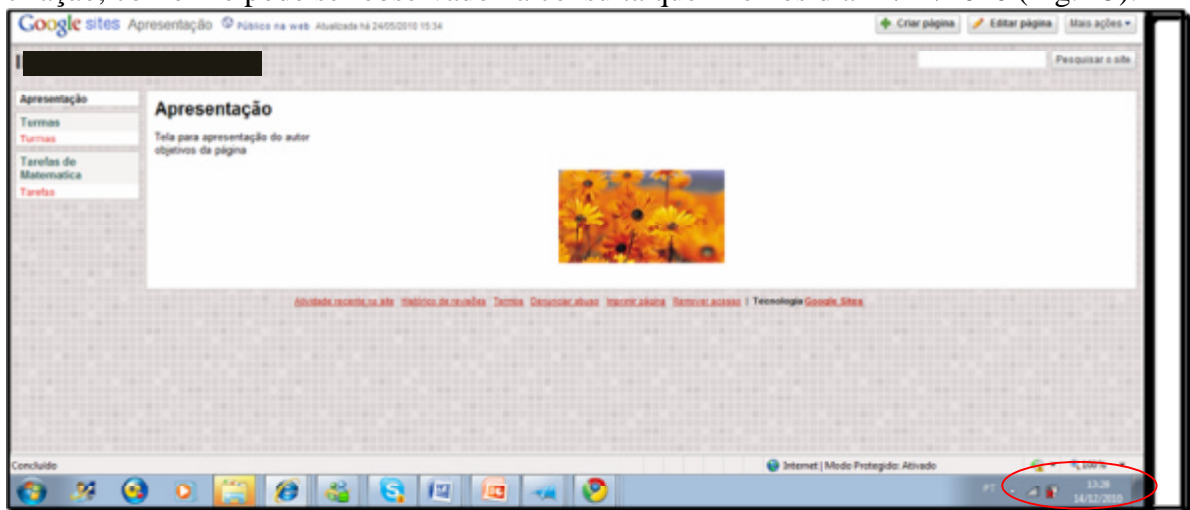 Google sites Apresentação Público na web Atualizada há 24/05/2010 15:34
Criar página Editar página Mais ações
Pesquisar o site
Apresentação
Turmas
Turmas
Tarefas de
Matematica
Tarefas
Apresentação
Tela para apresentação do autor
objetivos da página
Atividade recente no site Histórico de revisões Termos Denunciar abuso Imprimir página Remover acesso | Tecnologia Google Sites
Concluído
Internet | Modo Protegido: Ativado
100%
PT
13:26
14/12/2010